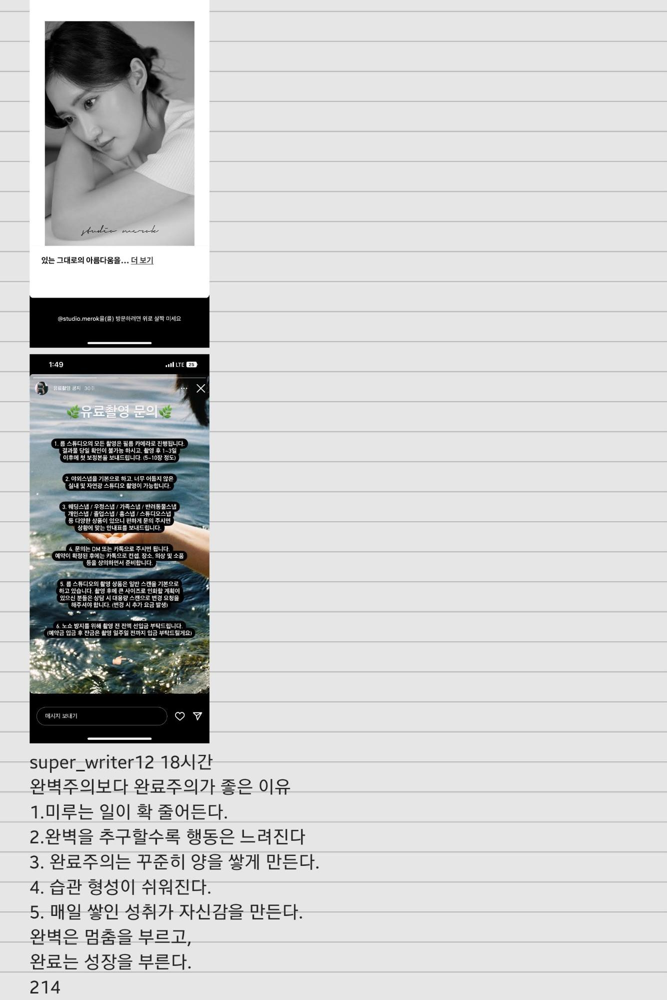 studio merok
있는 그대로의 아름다움을... 더 보기
@studio.merok을(를) 방문하려면 위로 살짝 미세요
1:49 LTE 25
유료촬영 공지 30주
🌿유료촬영 문의🌿
1. 름 스튜디오의 모든 촬영은 필름 카메라로 진행됩니다.
결과물 당일 확인이 불가능 하시고, 촬영 후 1~3일
이후에 첫 보정본을 보내드립니다. (5~10장 정도)
2. 야외스냅을 기본으로 하고, 너무 어둡지 않은
실내 및 자연광 스튜디오 촬영이 가능합니다.
3. 웨딩스냅 / 우정스냅 / 가족스냅 / 반려동물스냅
개인스냅 / 졸업스냅 / 홈스냅 / 스튜디오스냅
등 다양한 상품이 있으니 편하게 문의 주시면
상황에 맞는 안내표를 보내드립니다.
4. 문의는 DM 또는 카톡으로 주시면 됩니다.
예약이 확정된 후에는 카톡으로 컨셉, 장소, 의상 및 소품
등을 상의하면서 준비합니다.
5. 름 스튜디오의 촬영 상품은 일반 스캔을 기본으로
하고 있습니다. 촬영 후에 큰 사이즈로 인화할 계획이
있으신 분들은 상담 시 대용량 스캔으로 변경 요청을
해주셔야 합니다. (변경 시 추가 요금 발생)
6. 노쇼 방지를 위해 촬영 전 전액 선입금 부탁드립니다.
(예약금 입금 후 잔금은 촬영 일주일 전까지 입금 부탁드릴게요)
메시지 보내기
super_writer12 18시간
완벽주의보다 완료주의가 좋은 이유
1.미루는 일이 확 줄어든다.
2.완벽을 추구할수록 행동은 느려진다
3. 완료주의는 꾸준히 양을 쌓게 만든다.
4. 습관 형성이 쉬워진다.
5. 매일 쌓인 성취가 자신감을 만든다.
완벽은 멈춤을 부르고,
완료는 성장을 부른다.
214